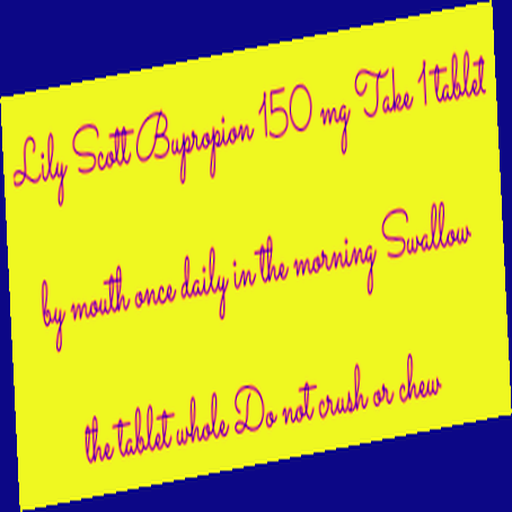 Lily Scott Bupropion 150 mg Take 1 tablet
by mouth once daily in the morning Swallow
the tablet whole Do not crush or chew